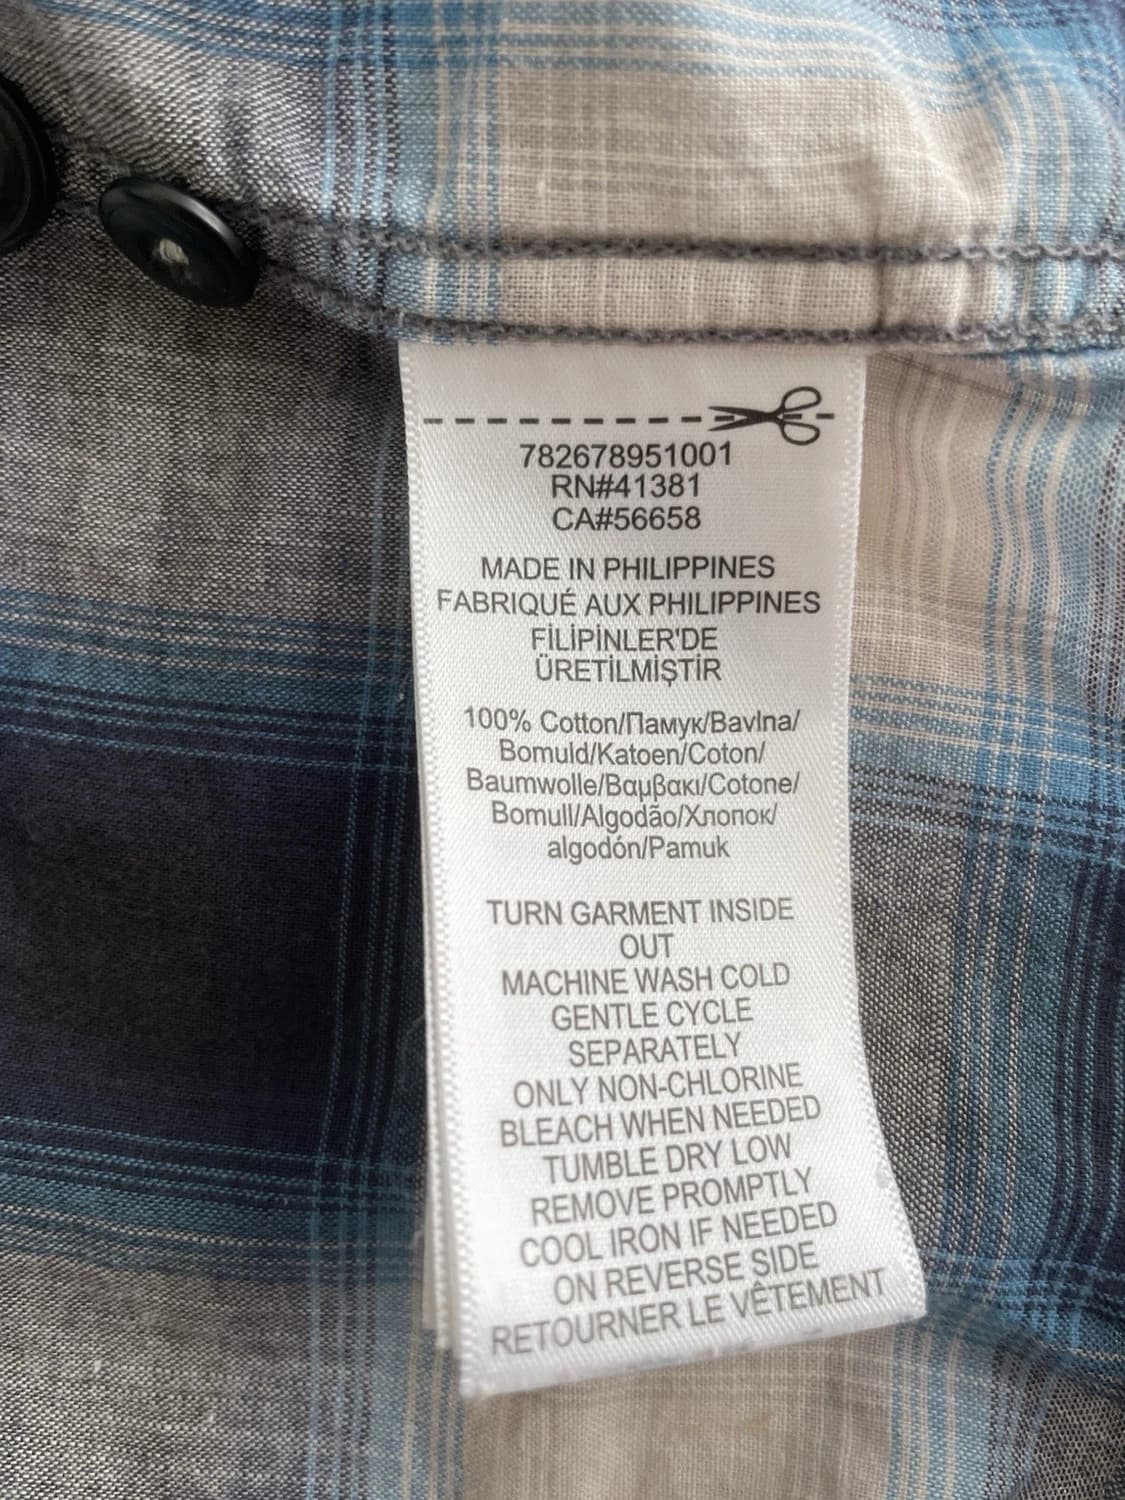 782678951001
RN#41381
CA#56658
MADE IN PHILIPPINES
FABRIQUÉ AUX PHILIPPINES
FİLİPİNLER'DE
ÜRETİLMİŞTİR
100% Cotton/Памук/Bavlna/
Bomuld/Katoen/Coton/
Baumwolle/Βαμβακι/Cotone/
Bomull/Algodão/Хлопок/
algodón/Pamuk
TURN GARMENT INSIDE
OUT
MACHINE WASH COLD
GENTLE CYCLE
SEPARATELY
ONLY NON-CHLORINE
BLEACH WHEN NEEDED
TUMBLE DRY LOW
REMOVE PROMPTLY
COOL IRON IF NEEDED
ON REVERSE SIDE
RETOURNER LE VÊTEMENT